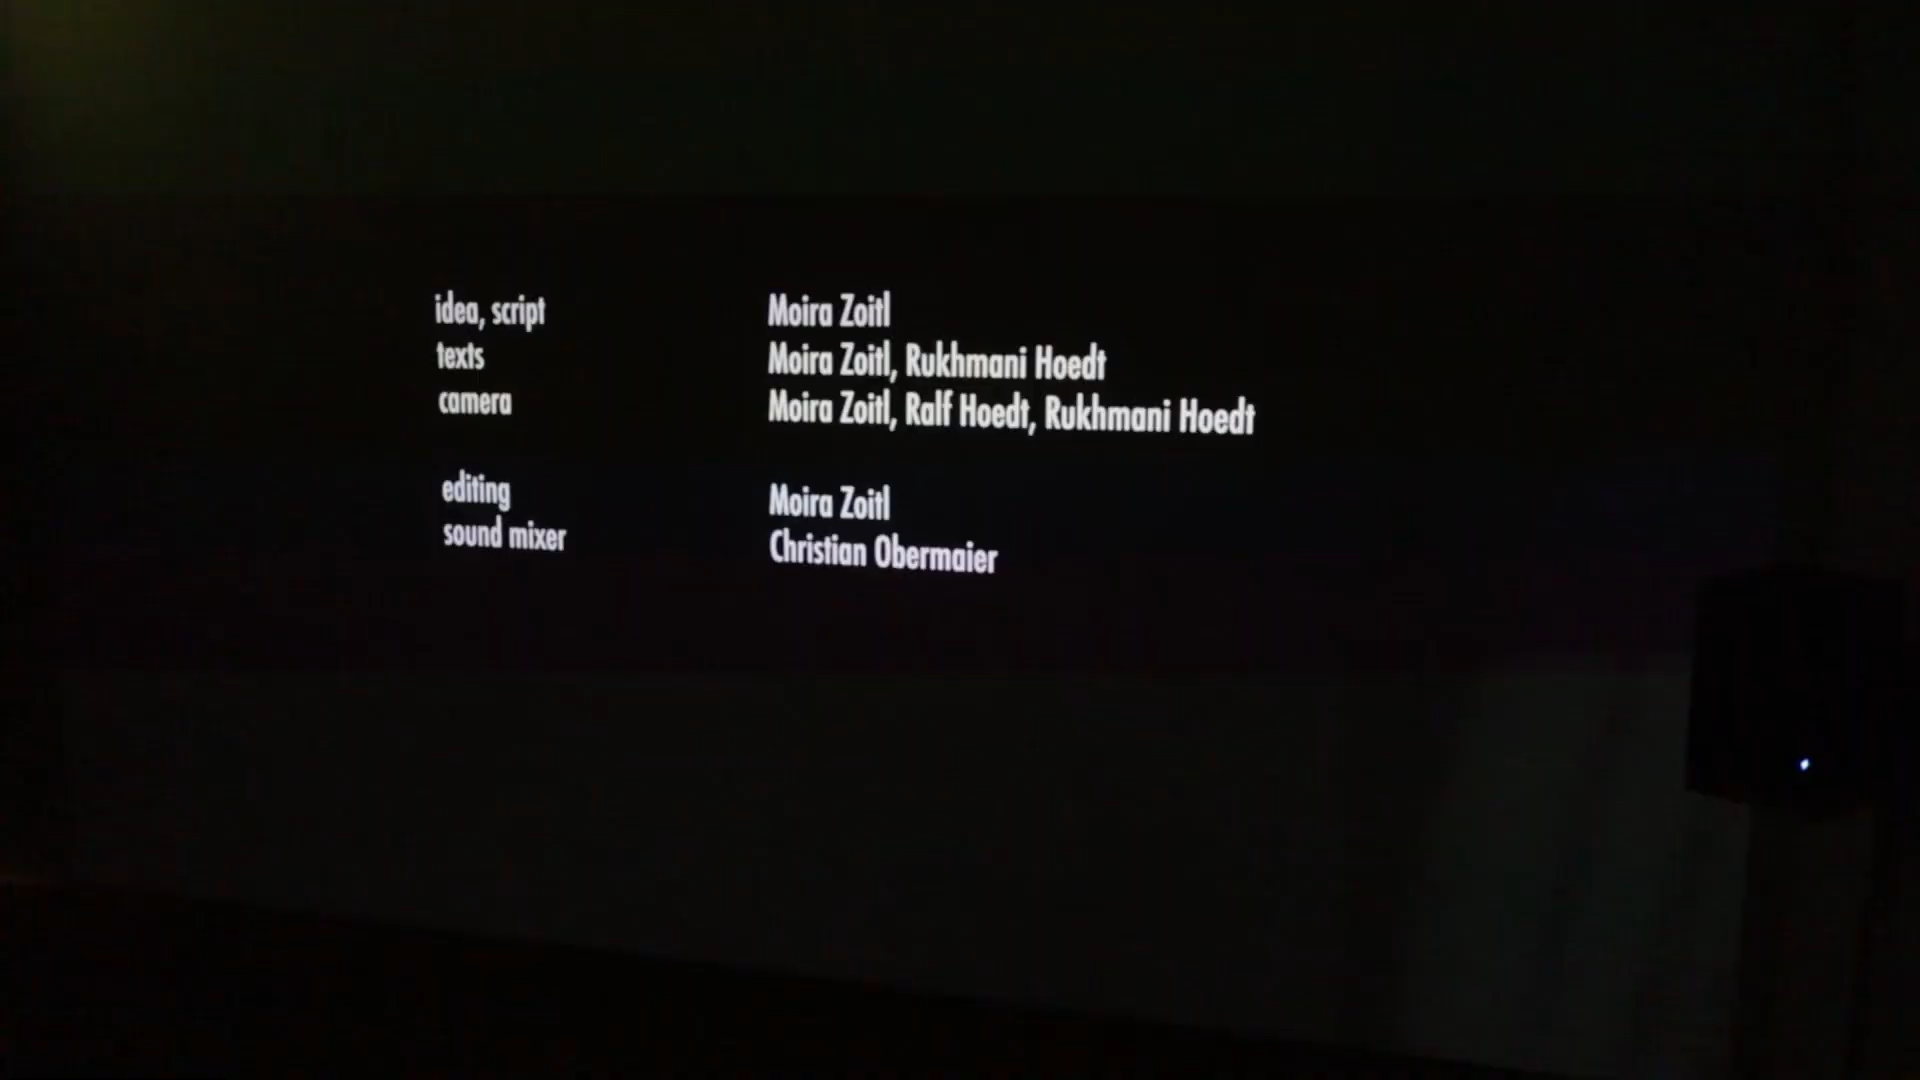 idea, script Moira Zoitl
texts Moira Zoitl, Rukhmani Hoedt
camera Moira Zoitl, Ralf Hoedt, Rukhmani Hoedt
editing Moira Zoitl
sound mixer Christian Obermaier